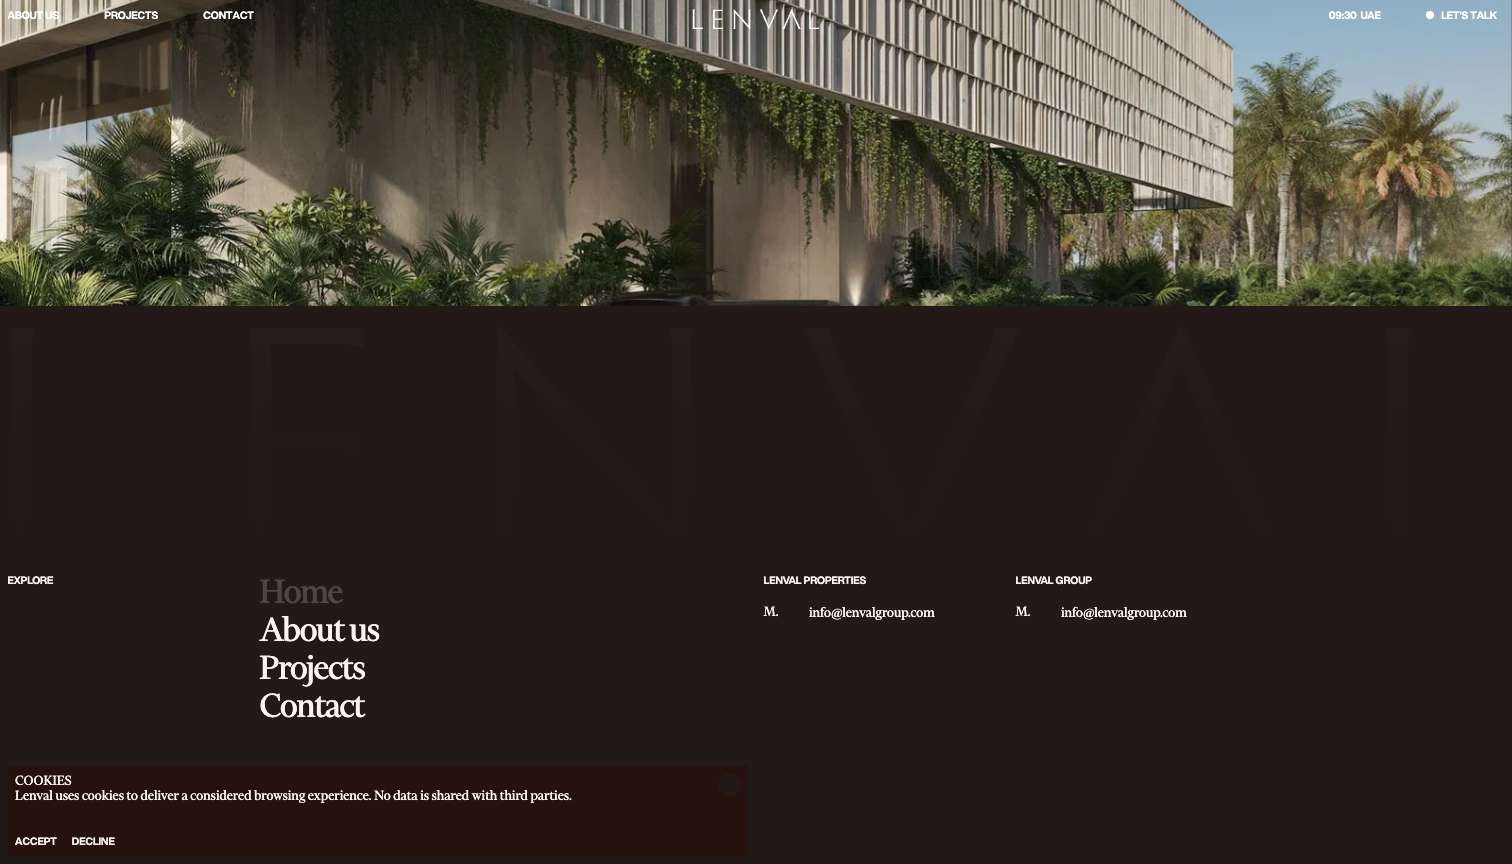 ABOUT US
PROJECTS
CONTACT
LENVAL
09:30 UAE
LET'S TALK
LENVAL
EXPLORE
Home
About us
Projects
Contact
LENVAL PROPERTIES
M. info@lenvalgroup.com
LENVAL GROUP
M. info@lenvalgroup.com
COOKIES
Lenval uses cookies to deliver a considered browsing experience. No data is shared with third parties.
ACCEPT
DECLINE